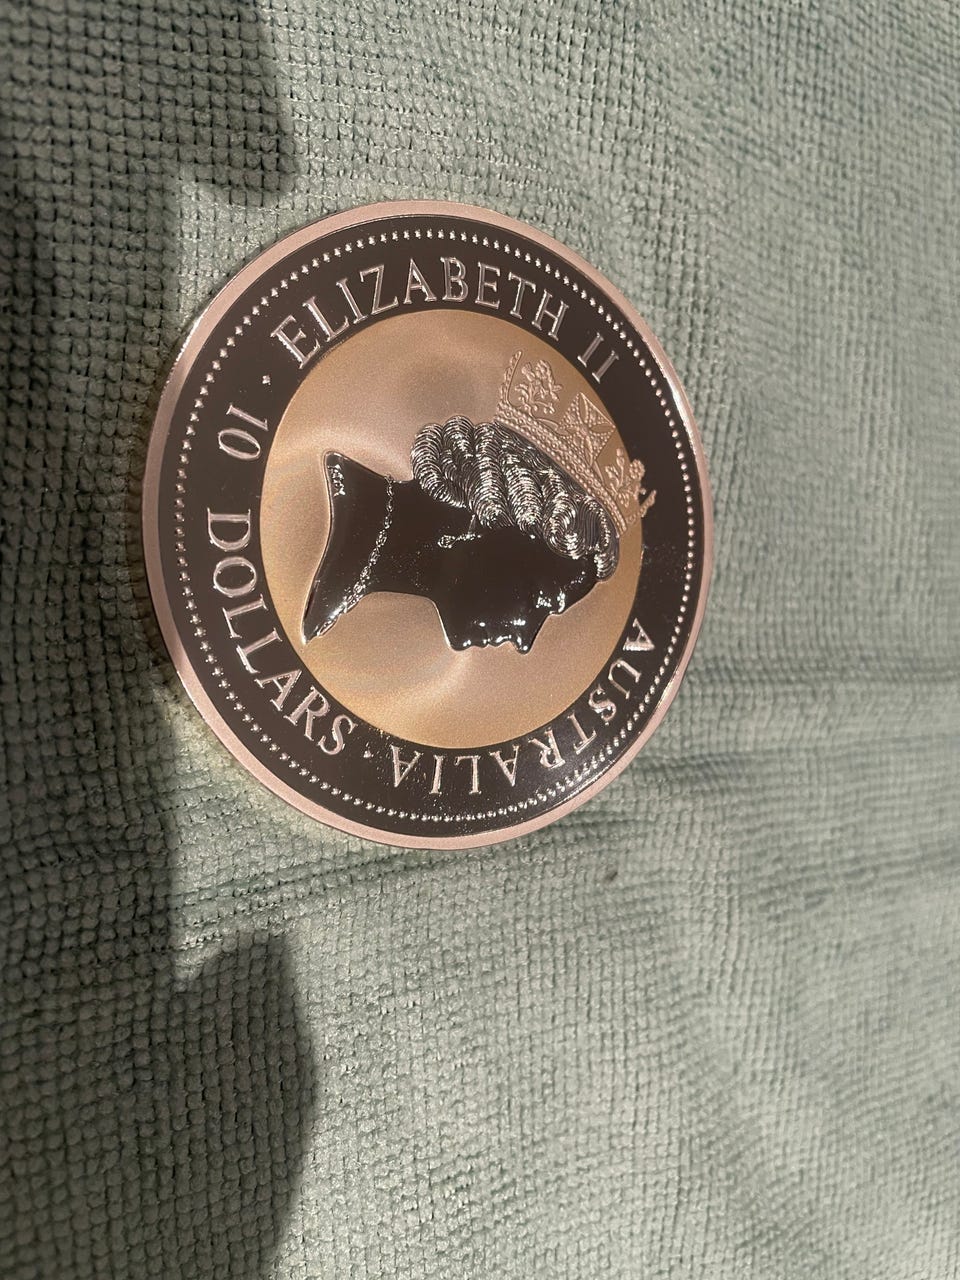 ELIZABETH II
AUSTRALIA
· 10 DOLLARS ·